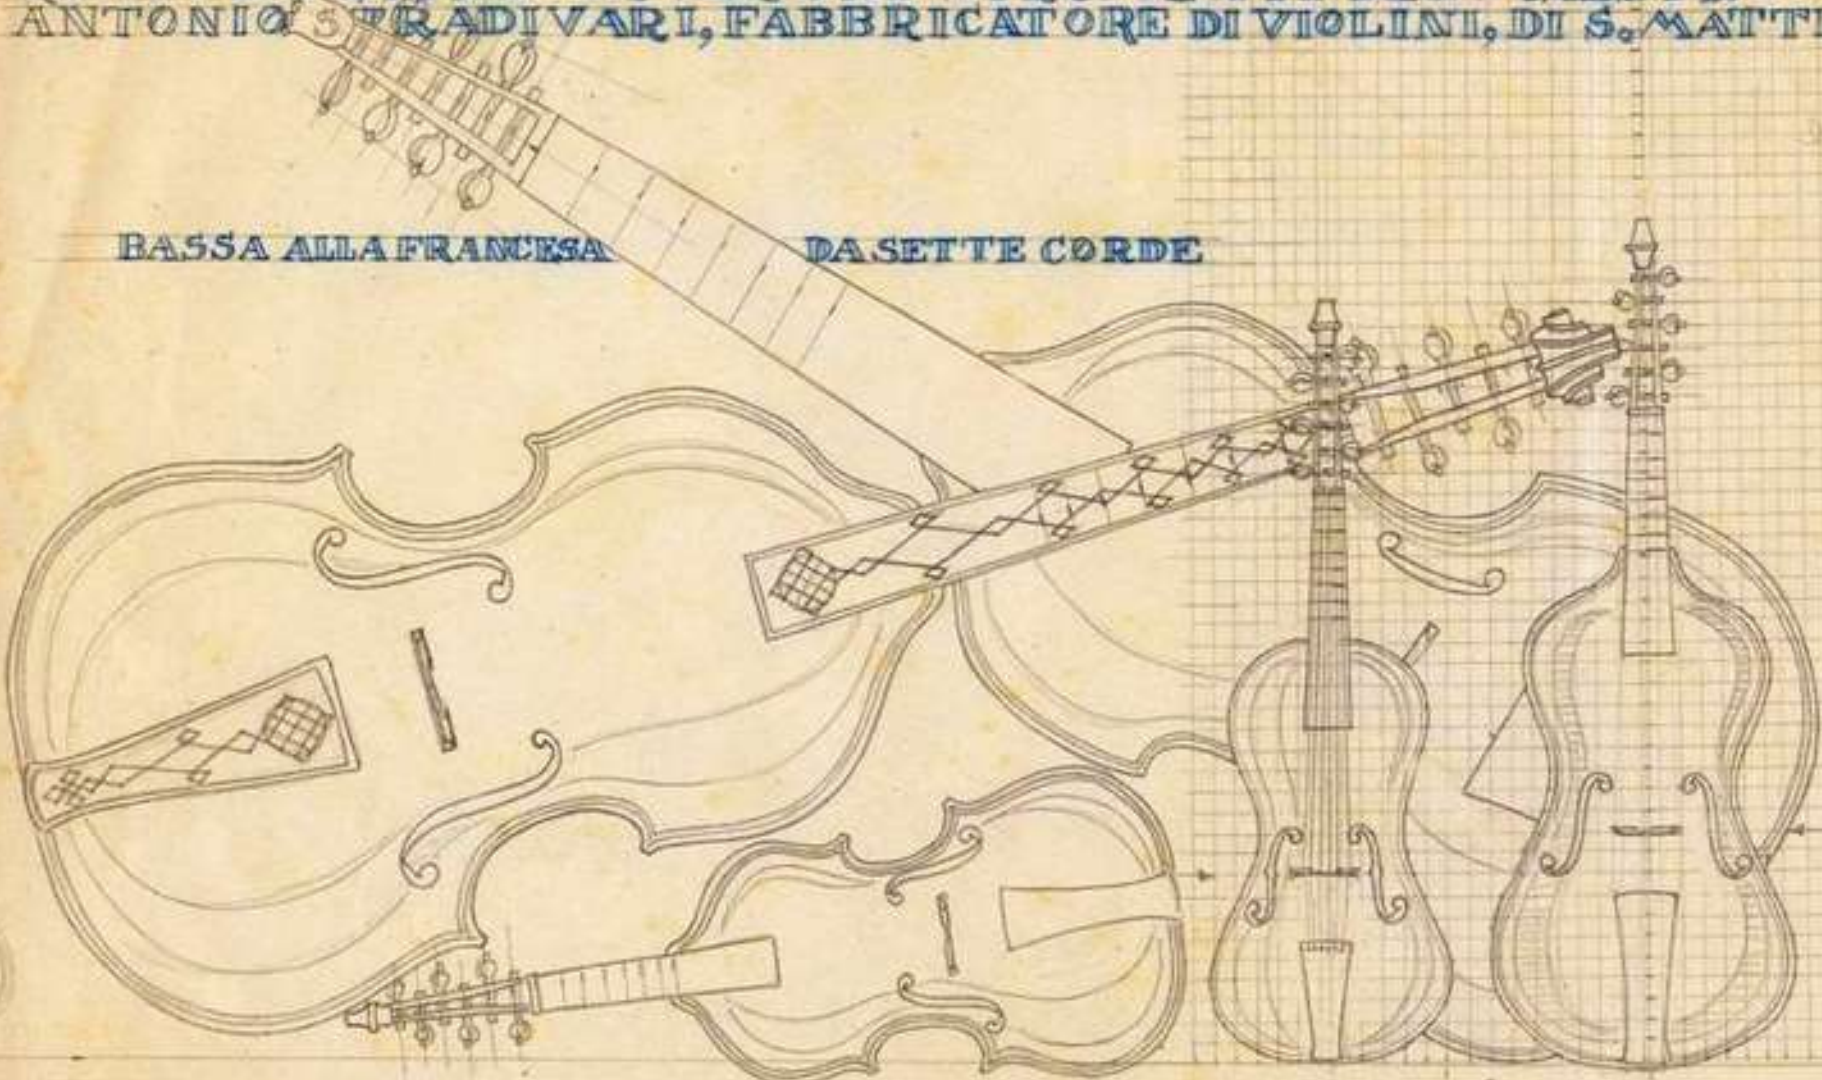 ANTONIO STRADIVARI, FABBRICATORE DI VIOLINI, DI S. MATT
BASSA ALLA FRANCESA DA SETTE CORDE